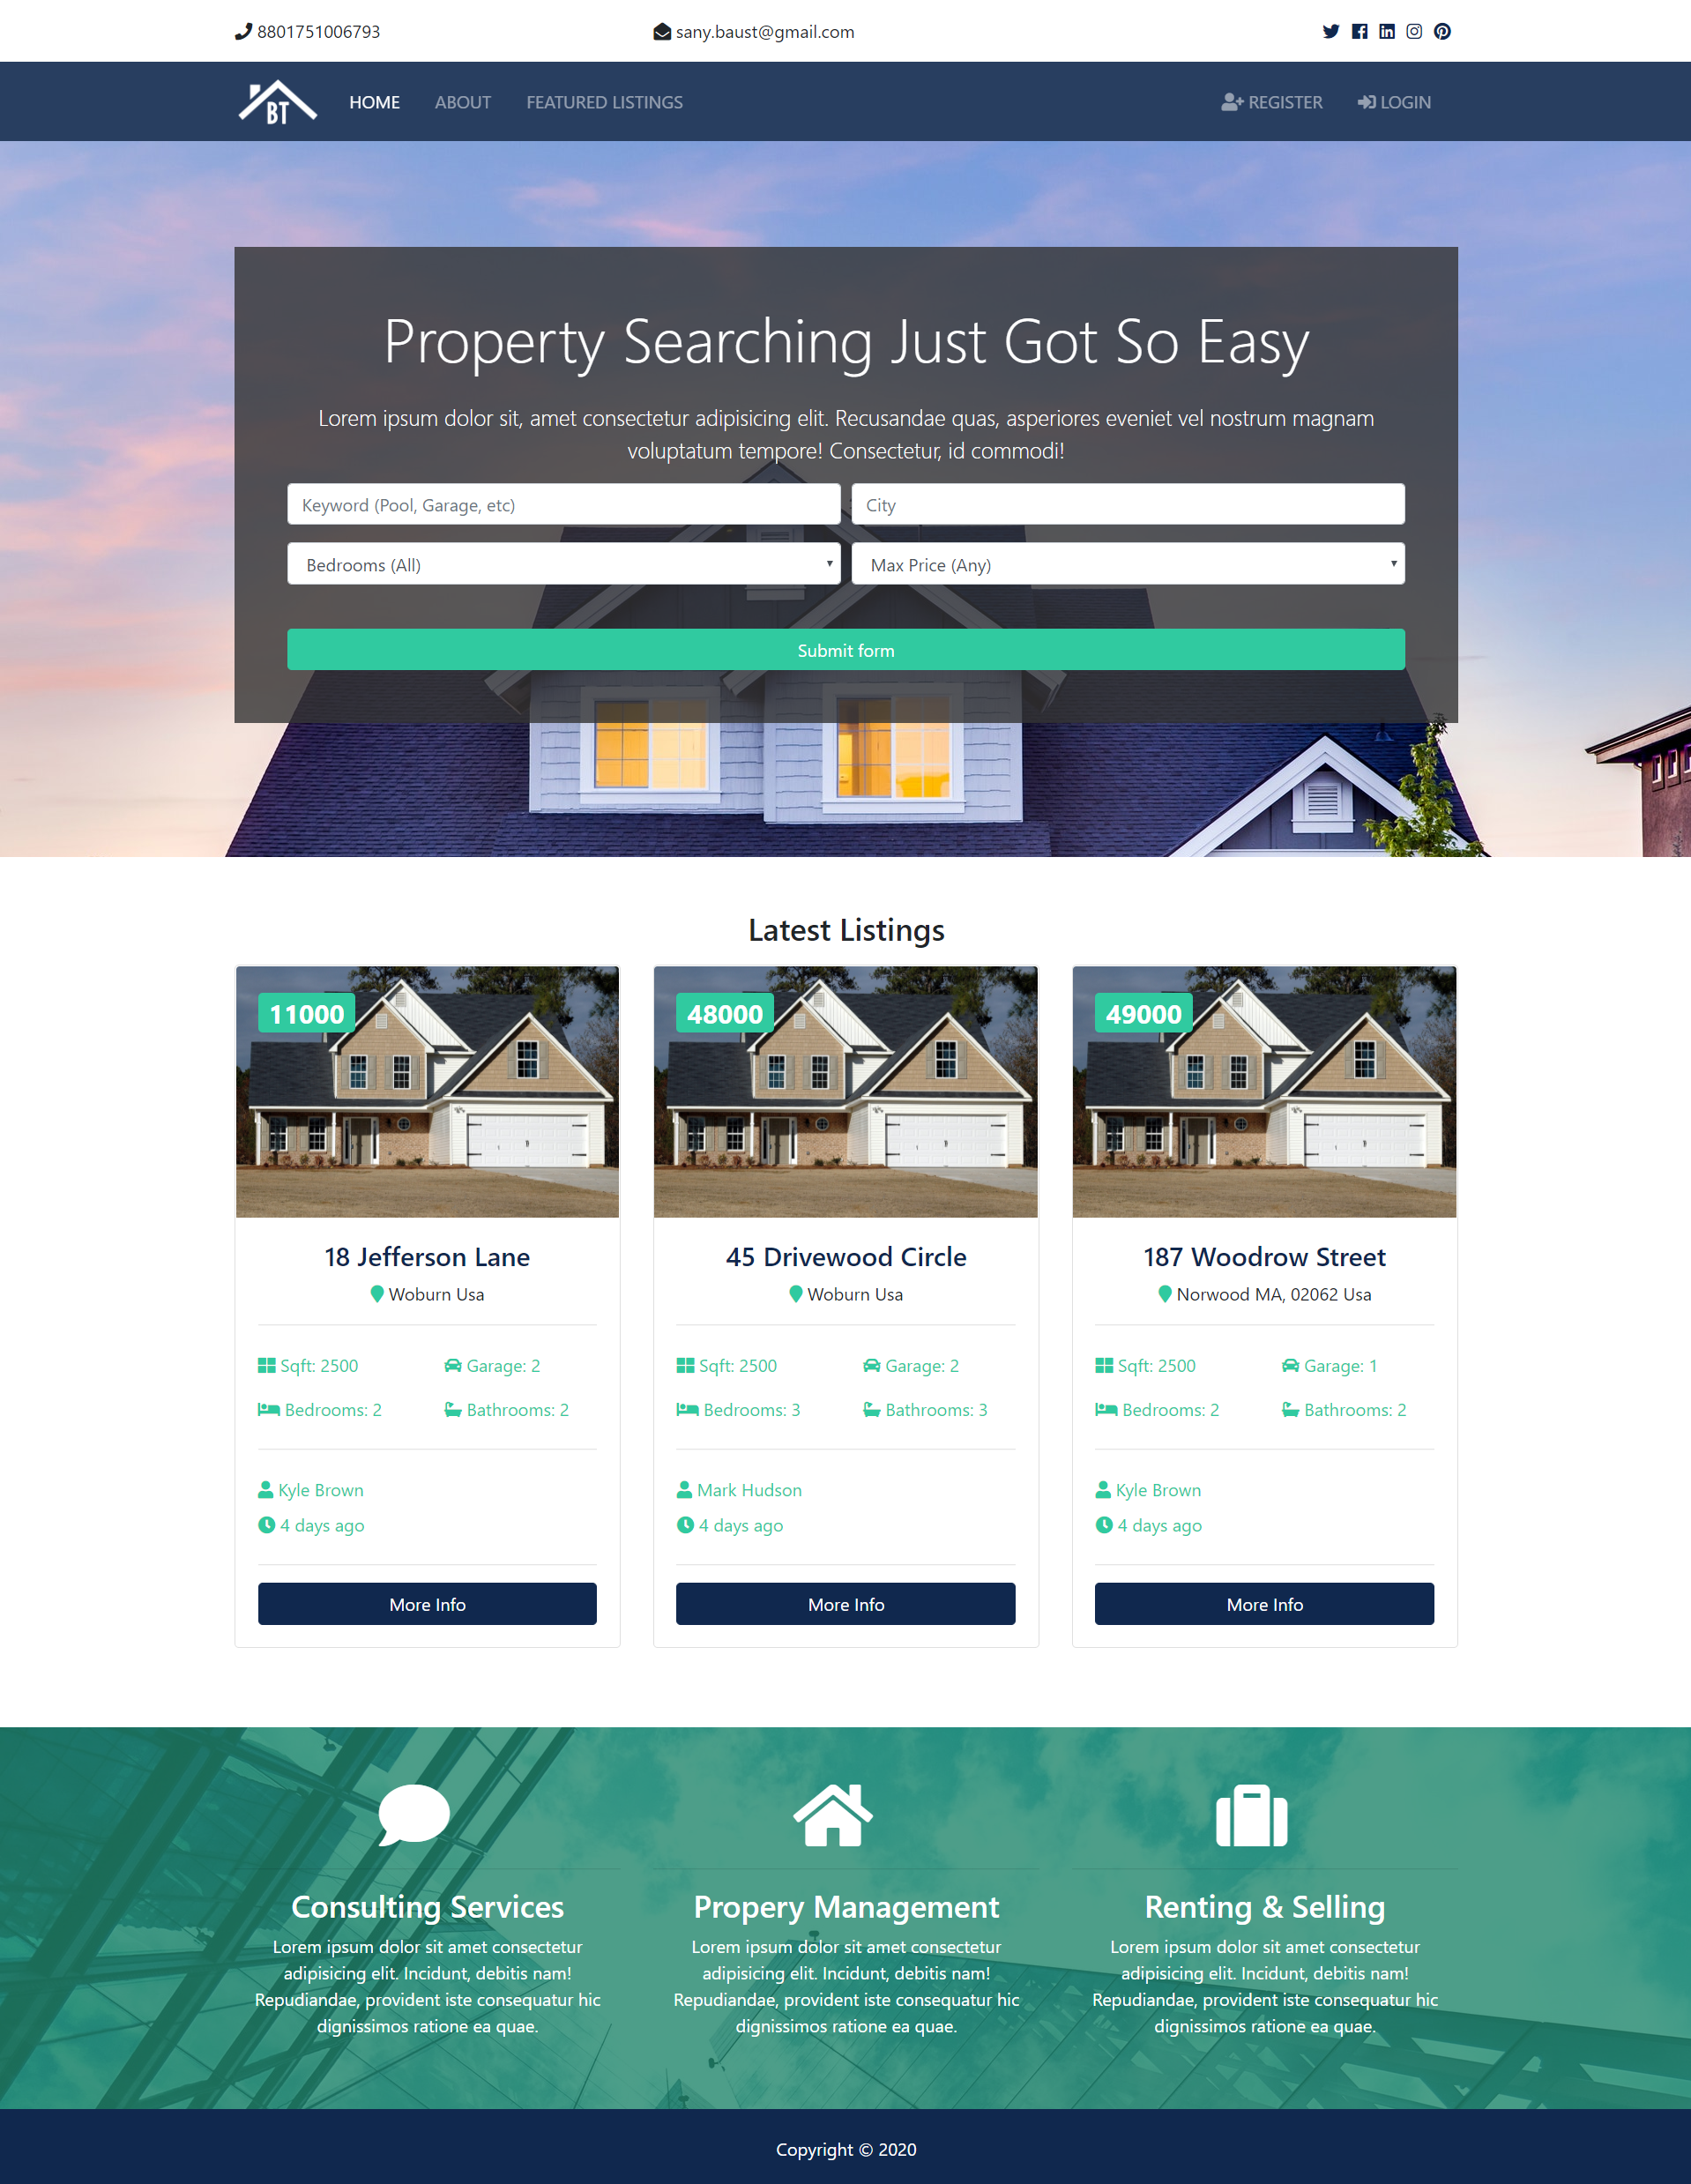 8801751006793
sany.baust@gmail.com
BT
HOME
ABOUT
FEATURED LISTINGS
REGISTER
LOGIN
Property Searching Just Got So Easy
Lorem ipsum dolor sit, amet consectetur adipisicing elit. Recusandae quas, asperiores eveniet vel nostrum magnam
voluptatum tempore! Consectetur, id commodi!
Keyword (Pool, Garage, etc)
City
Bedrooms (All)
Max Price (Any)
Submit form
Latest Listings
11000
18 Jefferson Lane
Woburn Usa
Sqft: 2500
Garage: 2
Bedrooms: 2
Bathrooms: 2
Kyle Brown
4 days ago
More Info
48000
45 Drivewood Circle
Woburn Usa
Sqft: 2500
Garage: 2
Bedrooms: 3
Bathrooms: 3
Mark Hudson
4 days ago
More Info
49000
187 Woodrow Street
Norwood MA, 02062 Usa
Sqft: 2500
Garage: 1
Bedrooms: 2
Bathrooms: 2
Kyle Brown
4 days ago
More Info
Consulting Services
Lorem ipsum dolor sit amet consectetur
adipisicing elit. Incidunt, debitis nam!
Repudiandae, provident iste consequatur hic
dignissimos ratione ea quae.
Propery Management
Lorem ipsum dolor sit amet consectetur
adipisicing elit. Incidunt, debitis nam!
Repudiandae, provident iste consequatur hic
dignissimos ratione ea quae.
Renting & Selling
Lorem ipsum dolor sit amet consectetur
adipisicing elit. Incidunt, debitis nam!
Repudiandae, provident iste consequatur hic
dignissimos ratione ea quae.
Copyright © 2020